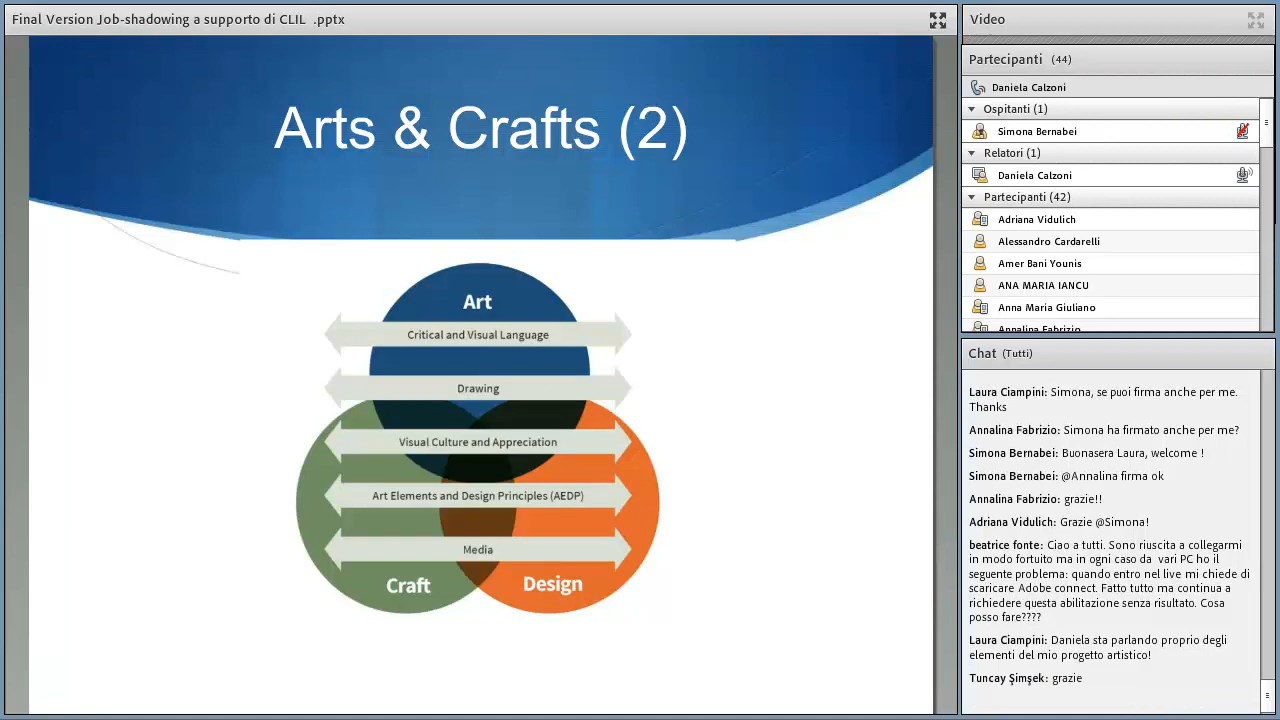 Final Version Job-shadowing a supporto di CLIL .pptx
Arts & Crafts (2)
Art
Critical and Visual Language
Drawing
Visual Culture and Appreciation
Art Elements and Design Principles (AEDP)
Media
Craft
Design
Video
Partecipanti (44)
Daniela Calzoni
Ospitanti (1)
Simona Bernabei
Relatori (1)
Daniela Calzoni
Partecipanti (42)
Adriana Vidulich
Alessandro Cardarelli
Amer Bani Younis
ANA MARIA IANCU
Anna Maria Giuliano
Annalina Fabrizio
Chat (Tutti)
Laura Ciampini: Simona, se puoi firma anche per me.
Thanks
Annalina Fabrizio: Simona ha firmato anche per me?
Simona Bernabei: Buonasera Laura, welcome !
Simona Bernabei: @Annalina firma ok
Annalina Fabrizio: grazie!!
Adriana Vidulich: Grazie @Simona!
beatrice fonte: Ciao a tutti. Sono riuscita a collegarmi
in modo fortuito ma in ogni caso da vari PC ho il
seguente problema: quando entro nel live mi chiede di
scaricare Adobe connect. Fatto tutto ma continua a
richiedere questa abilitazione senza risultato. Cosa
posso fare????
Laura Ciampini: Daniela sta parlando proprio degli
elementi del mio progetto artistico!
Tuncay Şimşek: grazie